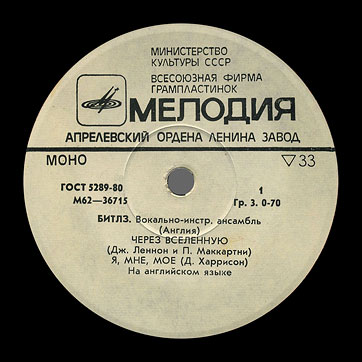 МИНИСТЕРСТВО
КУЛЬТУРЫ СССР
ВСЕСОЮЗНАЯ ФИРМА
ГРАМПЛАСТИНОК
МЕЛОДИЯ
АПРЕЛЕВСКИЙ ОРДЕНА ЛЕНИНА ЗАВОД
МОНО ▽33
ГОСТ 5289-80 1
М62—36715 Гр. 3. 0-70
БИТЛЗ. Вокально-инстр. ансамбль
(Англия)
ЧЕРЕЗ ВСЕЛЕННУЮ
(Дж. Леннон и П. Маккартни)
Я, МНЕ, МОЕ (Д. Харрисон)
На английском языке